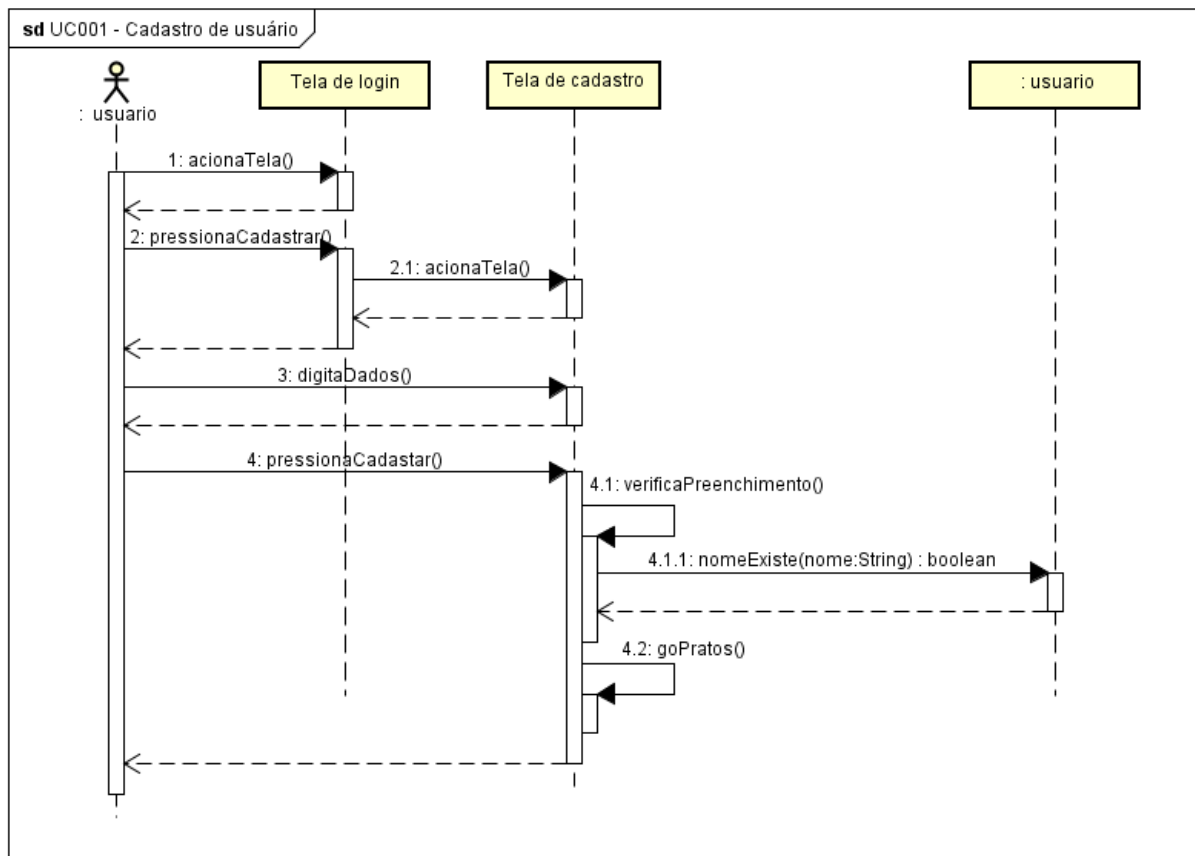 sd UC001 - Cadastro de usuário
: usuario
Tela de login
Tela de cadastro
: usuario
1: acionaTela()
2: pressionaCadastrar()
2.1: acionaTela()
3: digitaDados()
4: pressionaCadastar()
4.1: verificaPreenchimento()
4.1.1: nomeExiste(nome:String) : boolean
4.2: goPratos()